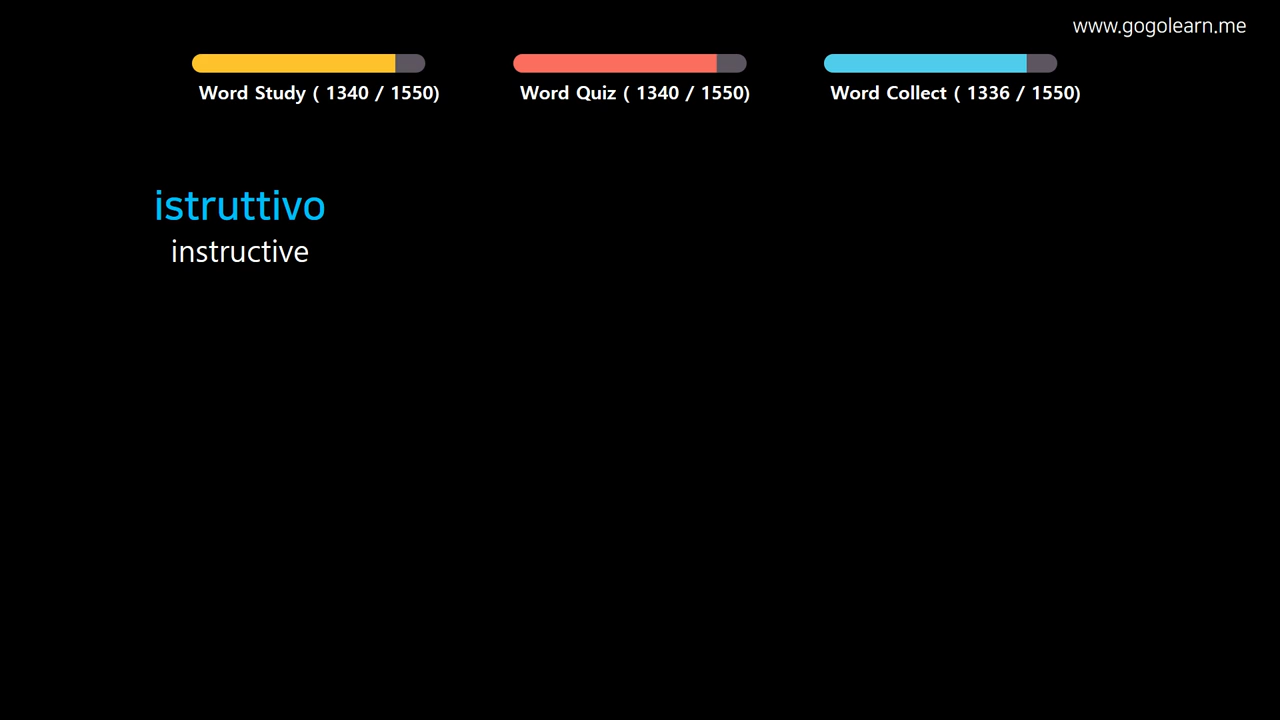 www.gogolearn.me
Word Study ( 1340 / 1550)
Word Quiz ( 1340 / 1550)
Word Collect ( 1336 / 1550)
istruttivo
instructive